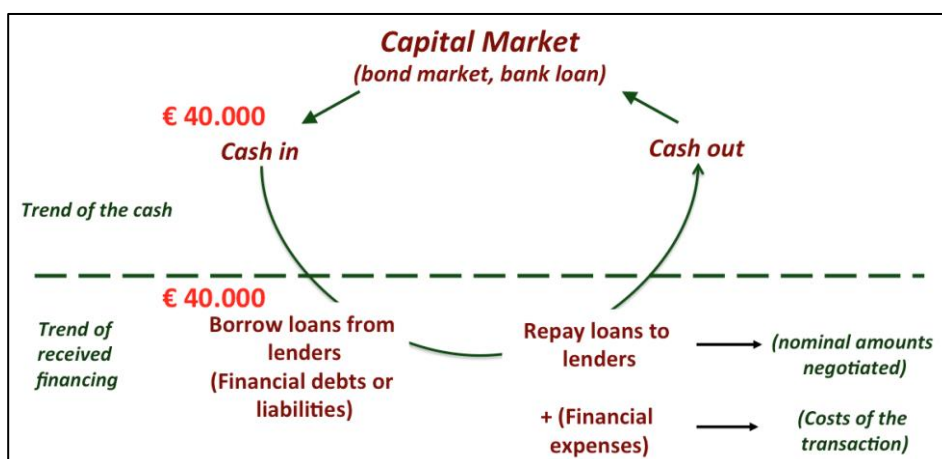 Capital Market
(bond market, bank loan)
€ 40.000
Cash in
Cash out
Trend of the cash
€ 40.000
Trend of
received
financing
Borrow loans from
lenders
(Financial debts or
liabilities)
Repay loans to
lenders
(nominal amounts
negotiated)
+ (Financial
expenses)
(Costs of the
transaction)